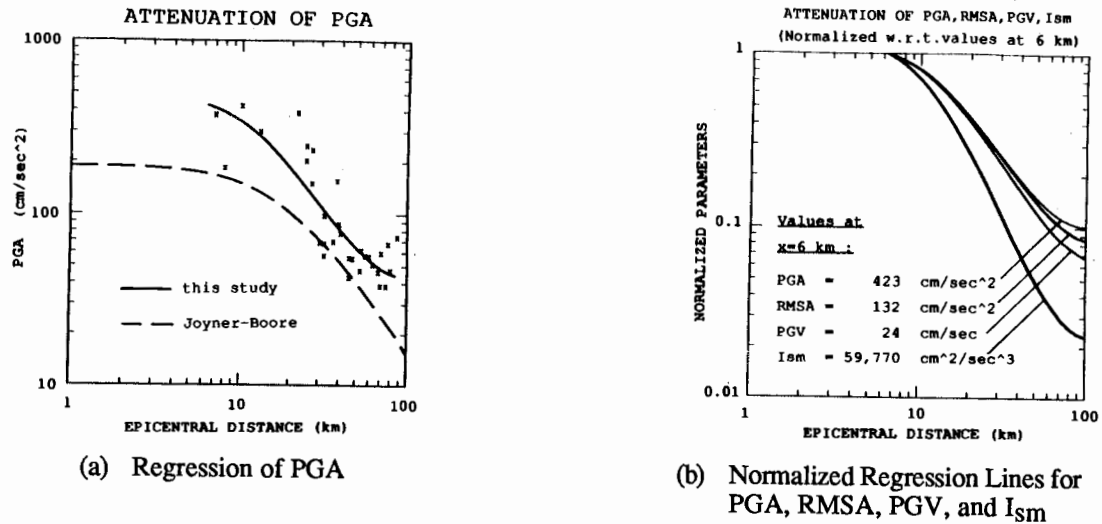 ATTENUATION OF PGA
1000
100
10
PGA (cm/sec^2)
this study
Joyner-Boore
1 10 100
EPICENTRAL DISTANCE (km)
(a) Regression of PGA
ATTENUATION OF PGA,RMSA,PGV,Ism
(Normalized w.r.t.values at 6 km)
1
0.1
0.01
NORMALIZED PARAMETERS
Values at
x=6 km :
PGA = 423 cm/sec^2
RMSA = 132 cm/sec^2
PGV = 24 cm/sec
Ism = 59,770 cm^2/sec^3
1 10 100
EPICENTRAL DISTANCE (km)
(b) Normalized Regression Lines for
PGA, RMSA, PGV, and Ism